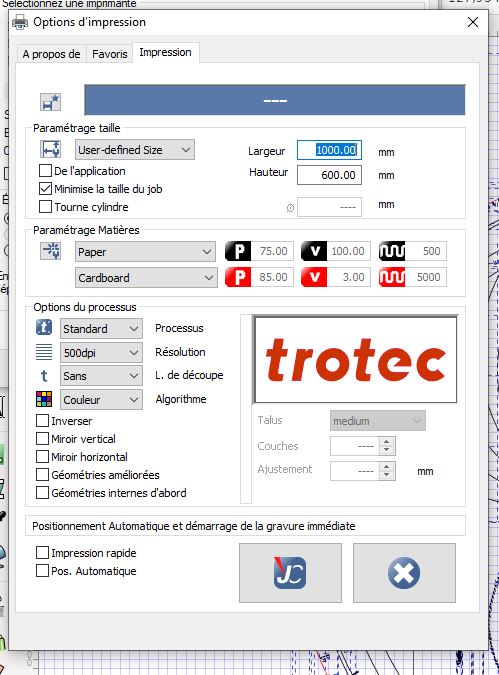 Sélectionnez une imprimante
Options d'impression
A propos de Favoris Impression
---
Paramétrage taille
User-defined Size Largeur 1000.00 mm
De l'application Hauteur 600.00 mm
Minimise la taille du job
Tourne cylindre ø ---- mm
Paramétrage Matières
Paper P 75.00 v 100.00 500
Cardboard P 85.00 v 3.00 5000
Options du processus
Standard Processus
500dpi Résolution
Sans L. de découpe
Couleur Algorithme
trotec
Inverser
Miroir vertical
Miroir horizontal
Géométries améliorées
Géométries internes d'abord
Talus medium
Couches ----
Ajustement ---- mm
Positionnement Automatique et démarrage de la gravure immédiate
Impression rapide
Pos. Automatique
JC